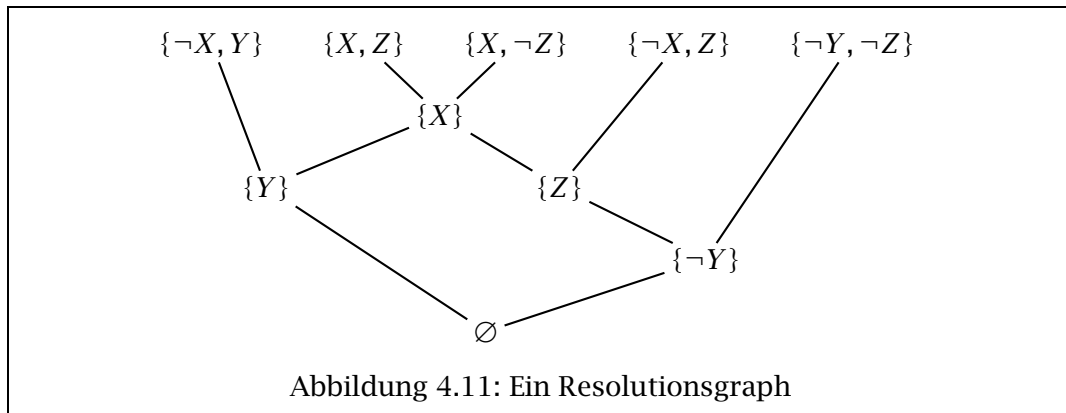 {¬X, Y} {X, Z} {X, ¬Z} {¬X, Z} {¬Y, ¬Z}
{X}
{Y} {Z}
{¬Y}
∅
Abbildung 4.11: Ein Resolutionsgraph